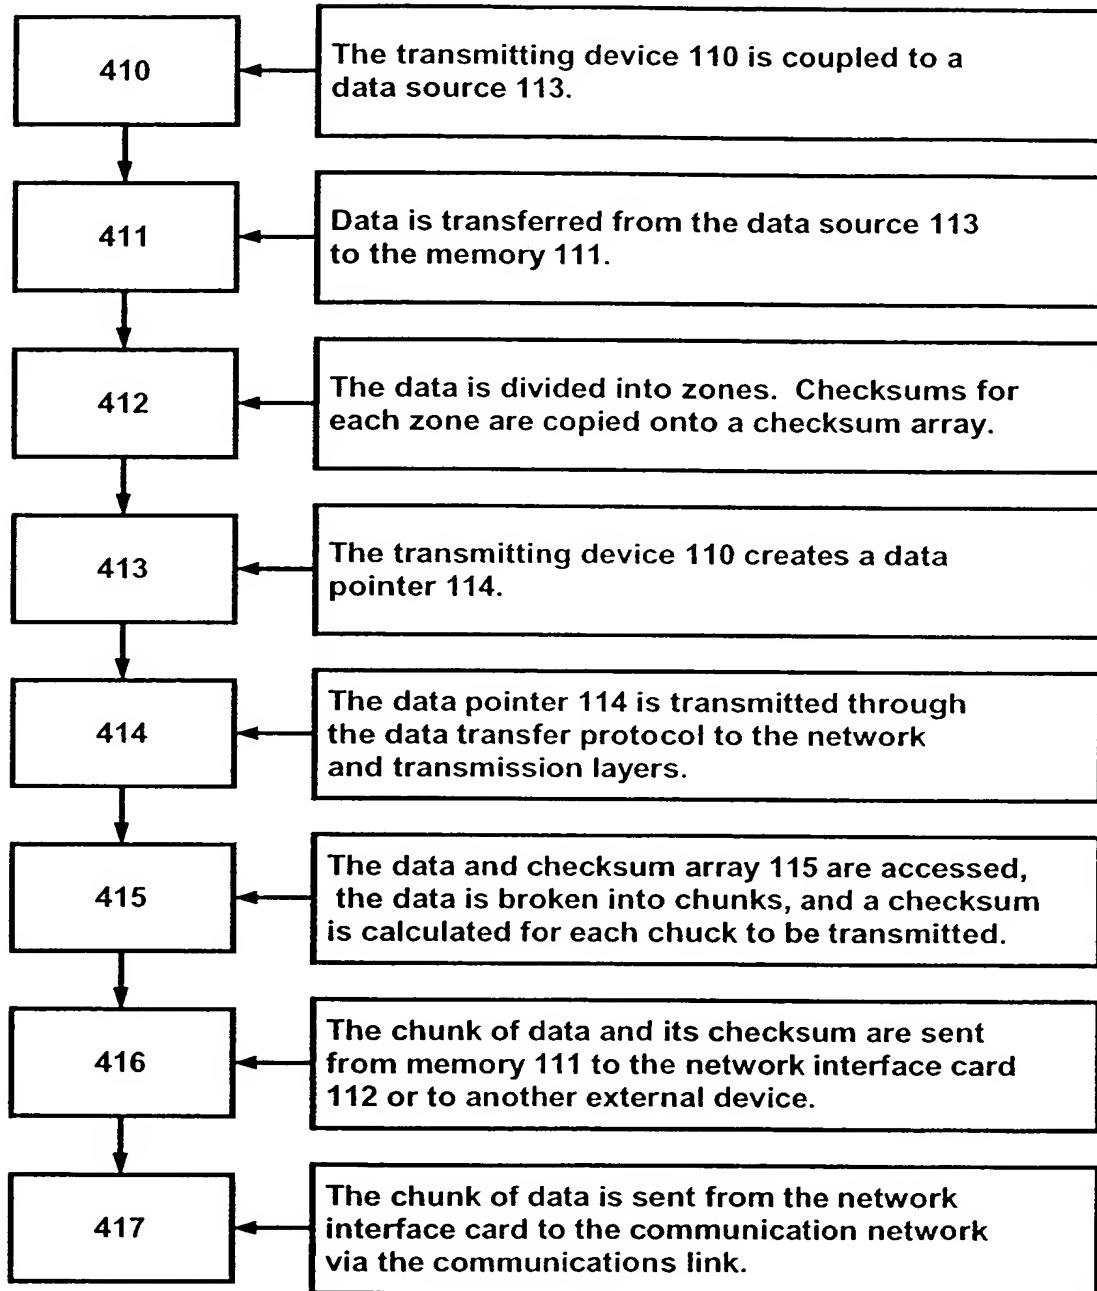 410
The transmitting device 110 is coupled to a
data source 113.
411
Data is transferred from the data source 113
to the memory 111.
412
The data is divided into zones. Checksums for
each zone are copied onto a checksum array.
413
The transmitting device 110 creates a data
pointer 114.
414
The data pointer 114 is transmitted through
the data transfer protocol to the network
and transmission layers.
415
The data and checksum array 115 are accessed,
the data is broken into chunks, and a checksum
is calculated for each chuck to be transmitted.
416
The chunk of data and its checksum are sent
from memory 111 to the network interface card
112 or to another external device.
417
The chunk of data is sent from the network
interface card to the communication network
via the communications link.